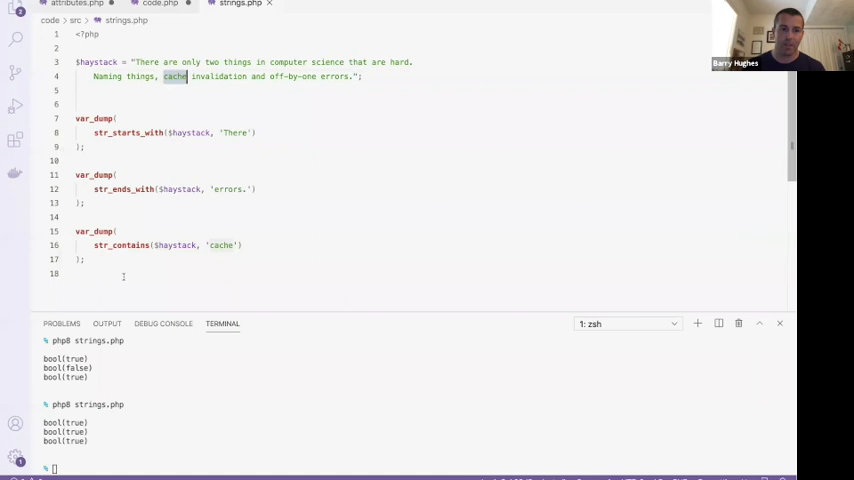 attributes.php
code.php
strings.php
Barry Hughes
code > src > strings.php
1 <?php
2
3 $haystack = "There are only two things in computer science that are hard.
4 Naming things, cache invalidation and off-by-one errors.";
5
6
7 var_dump(
8 str_starts_with($haystack, 'There')
9 );
10
11 var_dump(
12 str_ends_with($haystack, 'errors.')
13 );
14
15 var_dump(
16 str_contains($haystack, 'cache')
17 );
18
PROBLEMS OUTPUT DEBUG CONSOLE TERMINAL 1: zsh
% php8 strings.php
bool(true)
bool(false)
bool(true)
% php8 strings.php
bool(true)
bool(true)
bool(true)
%